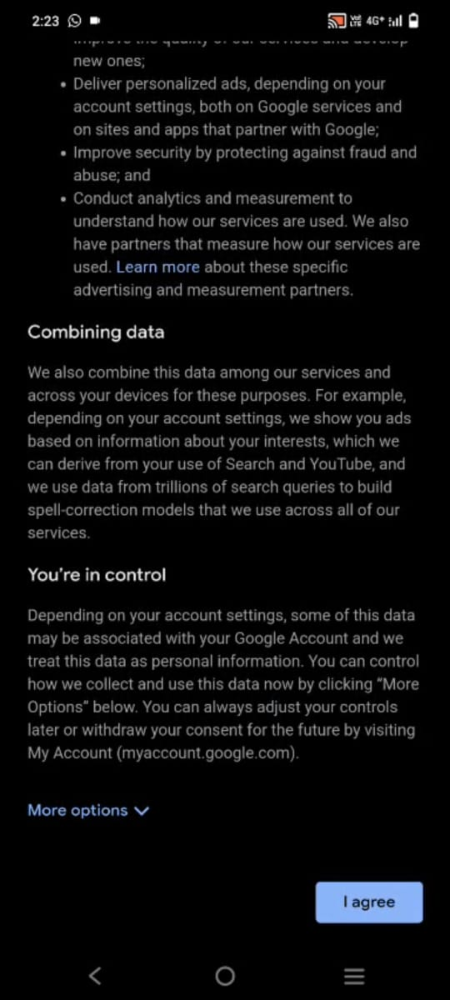 2:23 4G+
new ones;
• Deliver personalized ads, depending on your
account settings, both on Google services and
on sites and apps that partner with Google;
• Improve security by protecting against fraud and
abuse; and
• Conduct analytics and measurement to
understand how our services are used. We also
have partners that measure how our services are
used. Learn more about these specific
advertising and measurement partners.
Combining data
We also combine this data among our services and
across your devices for these purposes. For example,
depending on your account settings, we show you ads
based on information about your interests, which we
can derive from your use of Search and YouTube, and
we use data from trillions of search queries to build
spell-correction models that we use across all of our
services.
You’re in control
Depending on your account settings, some of this data
may be associated with your Google Account and we
treat this data as personal information. You can control
how we collect and use this data now by clicking “More
Options” below. You can always adjust your controls
later or withdraw your consent for the future by visiting
My Account (myaccount.google.com).
More options
I agree